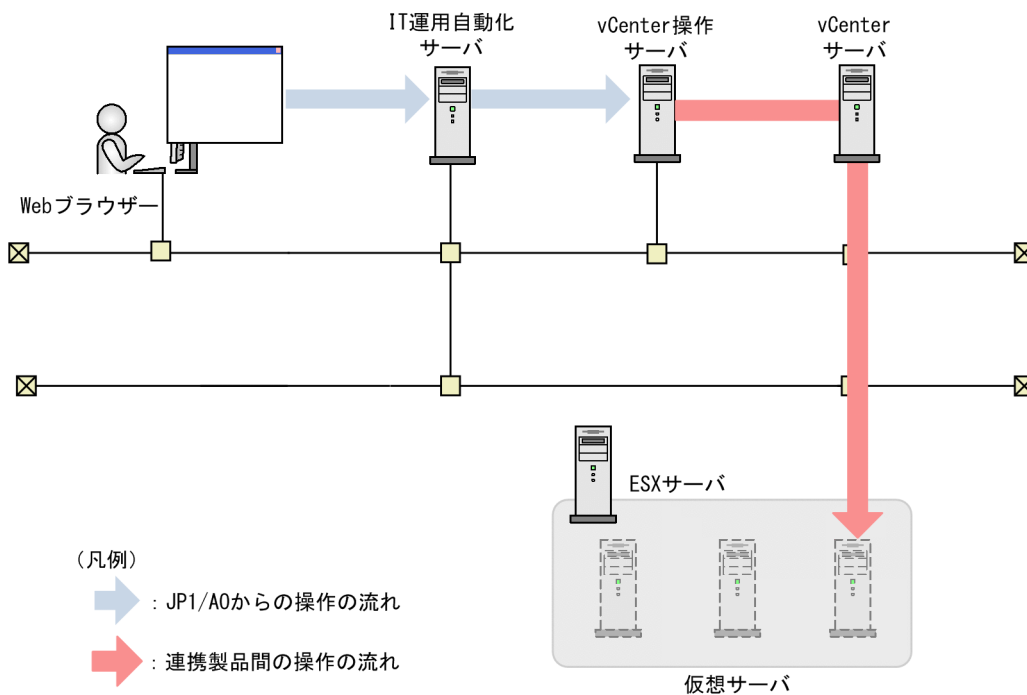 IT運用自動化
サーバ
vCenter操作
サーバ
vCenter
サーバ
Webブラウザー
ESXサーバ
(凡例)
: JP1/AOからの操作の流れ
: 連携製品間の操作の流れ
仮想サーバ